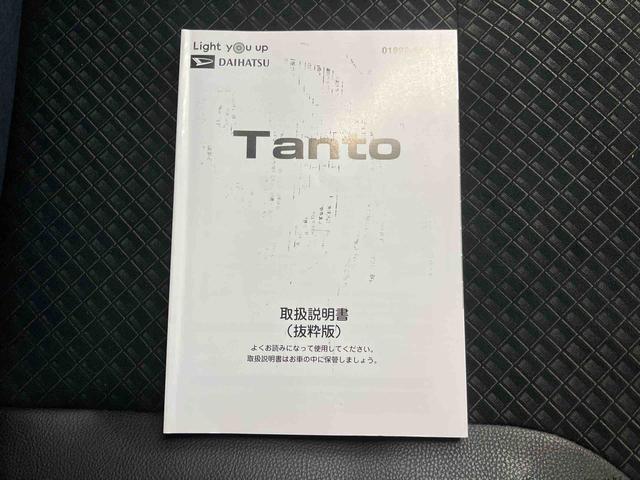 Light you up
DAIHATSU
Tanto
取扱説明書
（抜粋版）
よくお読みになって使用してください。
取扱説明書はお車の中に保管しましょう。